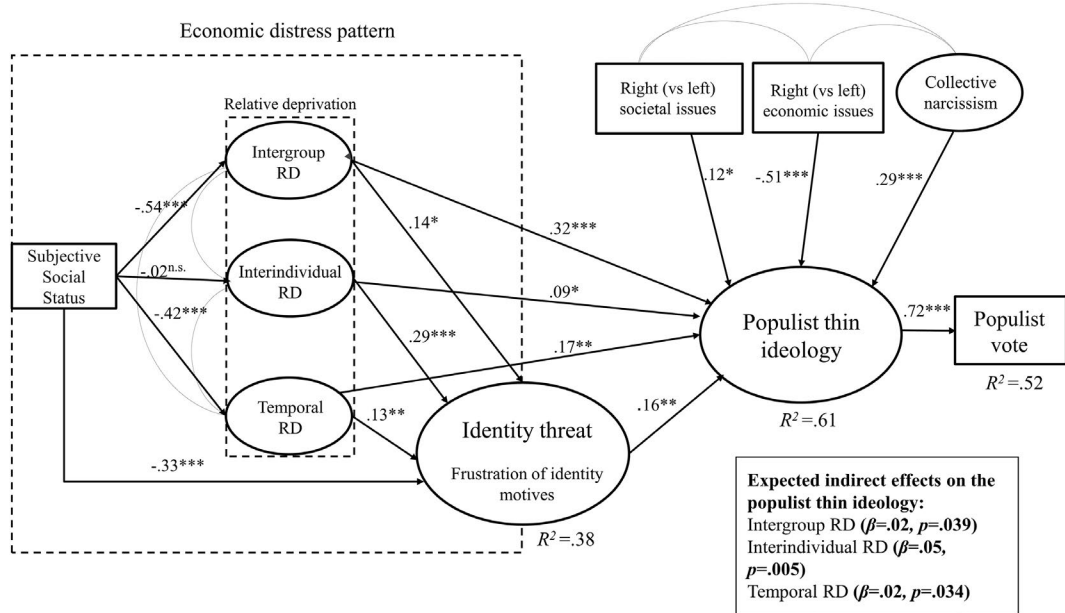 Economic distress pattern
Relative deprivation
Intergroup
RD
Interindividual
RD
Temporal
RD
Subjective
Social
Status
-.54***
-.02n.s.
-.42***
-.33***
.14*
.29***
.13**
.32***
.09*
.17**
.16**
Identity threat
Frustration of identity
motives
R²=.38
Right (vs left)
societal issues
Right (vs left)
economic issues
Collective
narcissism
.12*
-.51***
.29***
Populist thin
ideology
R²=.61
.72***
Populist
vote
R²=.52
Expected indirect effects on the
populist thin ideology:
Intergroup RD (β=.02, p=.039)
Interindividual RD (β=.05,
p=.005)
Temporal RD (β=.02, p=.034)